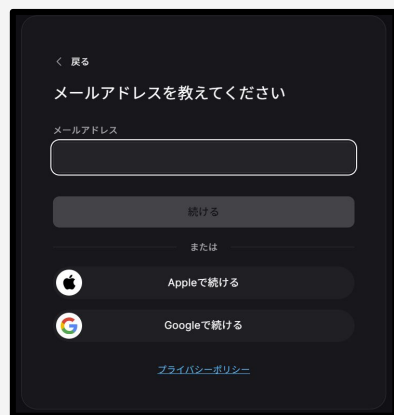 戻る
メールアドレスを教えてください
メールアドレス
続ける
または
Appleで続ける
Googleで続ける
プライバシーポリシー